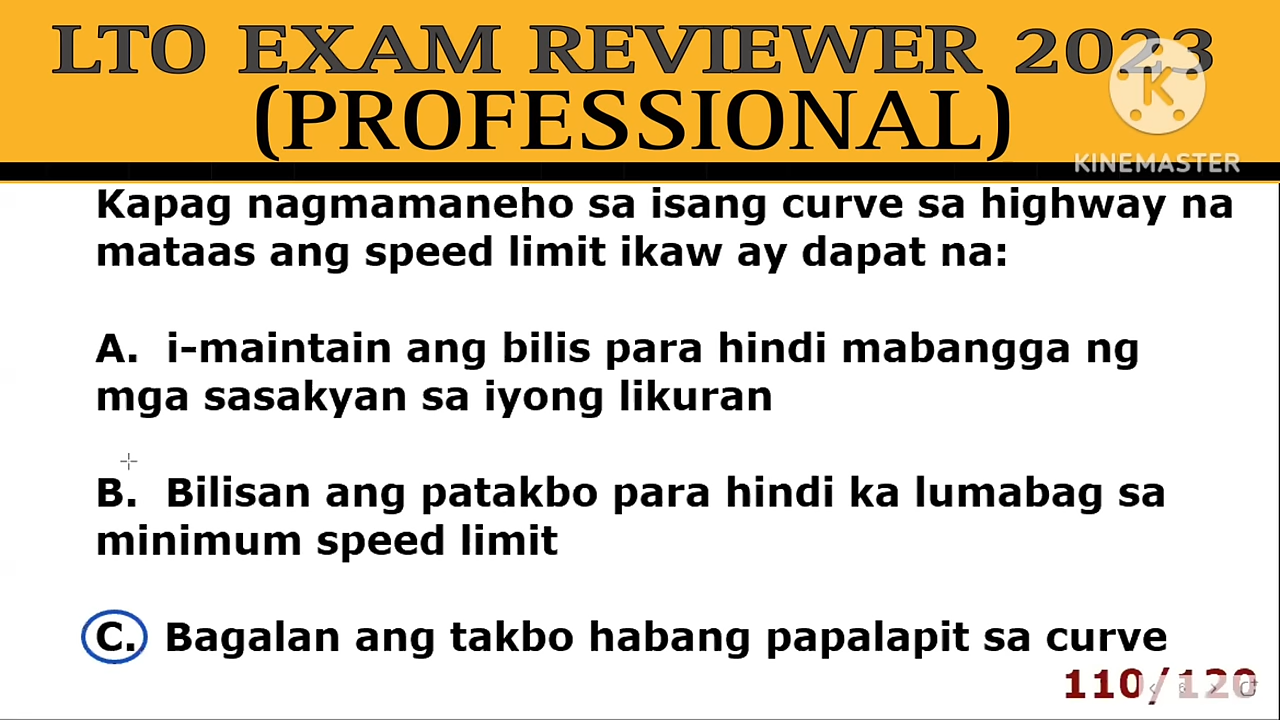 LTO EXAM REVIEWER 2023
(PROFESSIONAL)
K
KINEMASTER
Kapag nagmamaneho sa isang curve sa highway na
mataas ang speed limit ikaw ay dapat na:
A. i-maintain ang bilis para hindi mabangga ng
mga sasakyan sa iyong likuran
B. Bilisan ang patakbo para hindi ka lumabag sa
minimum speed limit
C. Bagalan ang takbo habang papalapit sa curve
110/120